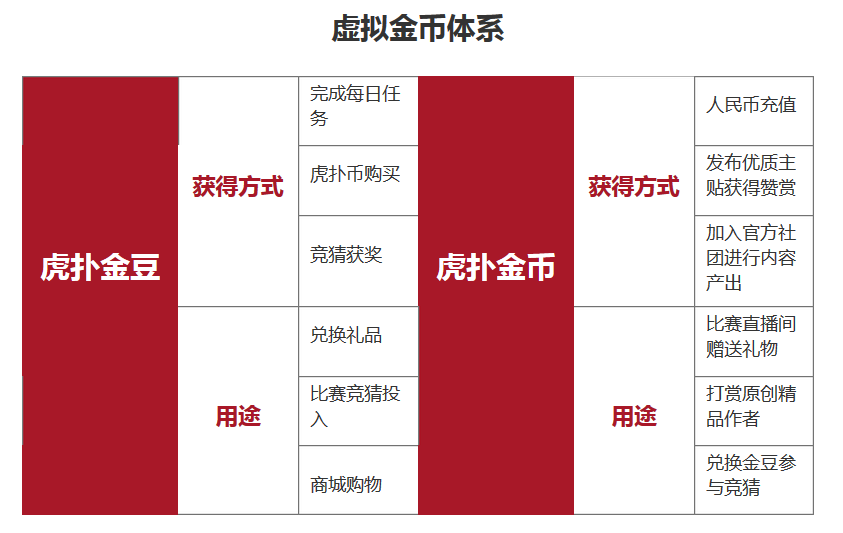 虚拟金币体系
虎扑金豆
获得方式
完成每日任
务
虎扑币购买
竞猜获奖
用途
兑换礼品
比赛竞猜投
入
商城购物
虎扑金币
获得方式
人民币充值
发布优质主
贴获得赞赏
加入官方社
团进行内容
产出
用途
比赛直播间
赠送礼物
打赏原创精
品作者
兑换金豆参
与竞猜